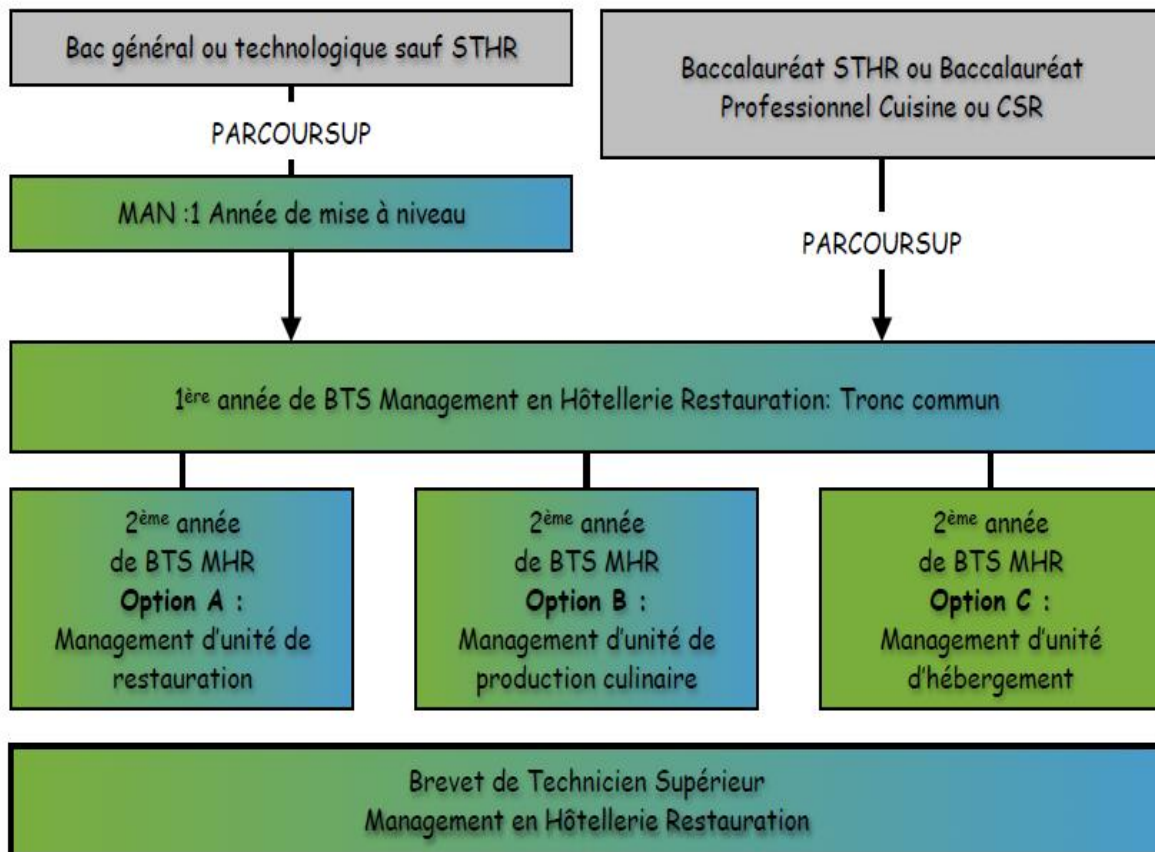 Bac général ou technologique sauf STHR
PARCOURSUP
MAN :1 Année de mise à niveau
Baccalauréat STHR ou Baccalauréat
Professionnel Cuisine ou CSR
PARCOURSUP
1ère année de BTS Management en Hôtellerie Restauration: Tronc commun
2ème année
de BTS MHR
Option A :
Management d'unité de
restauration
2ème année
de BTS MHR
Option B :
Management d'unité de
production culinaire
2ème année
de BTS MHR
Option C :
Management d'unité
d'hébergement
Brevet de Technicien Supérieur
Management en Hôtellerie Restauration